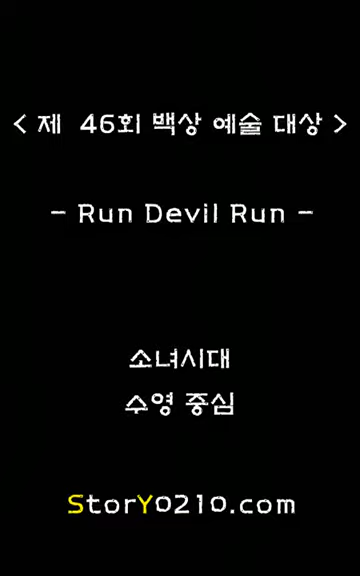 < 제 46회 백상 예술 대상 >
- Run Devil Run -
소녀시대
수영 중심
StorY0210.com